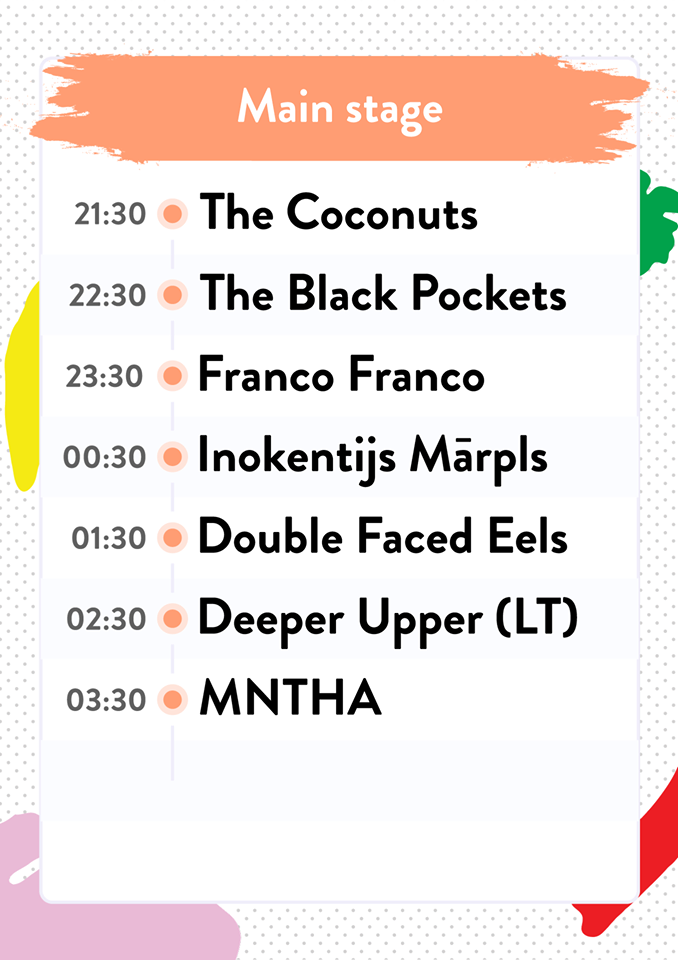 Main stage
21:30 The Coconuts
22:30 The Black Pockets
23:30 Franco Franco
00:30 Inokentijs Mārpls
01:30 Double Faced Eels
02:30 Deeper Upper (LT)
03:30 MNTHA